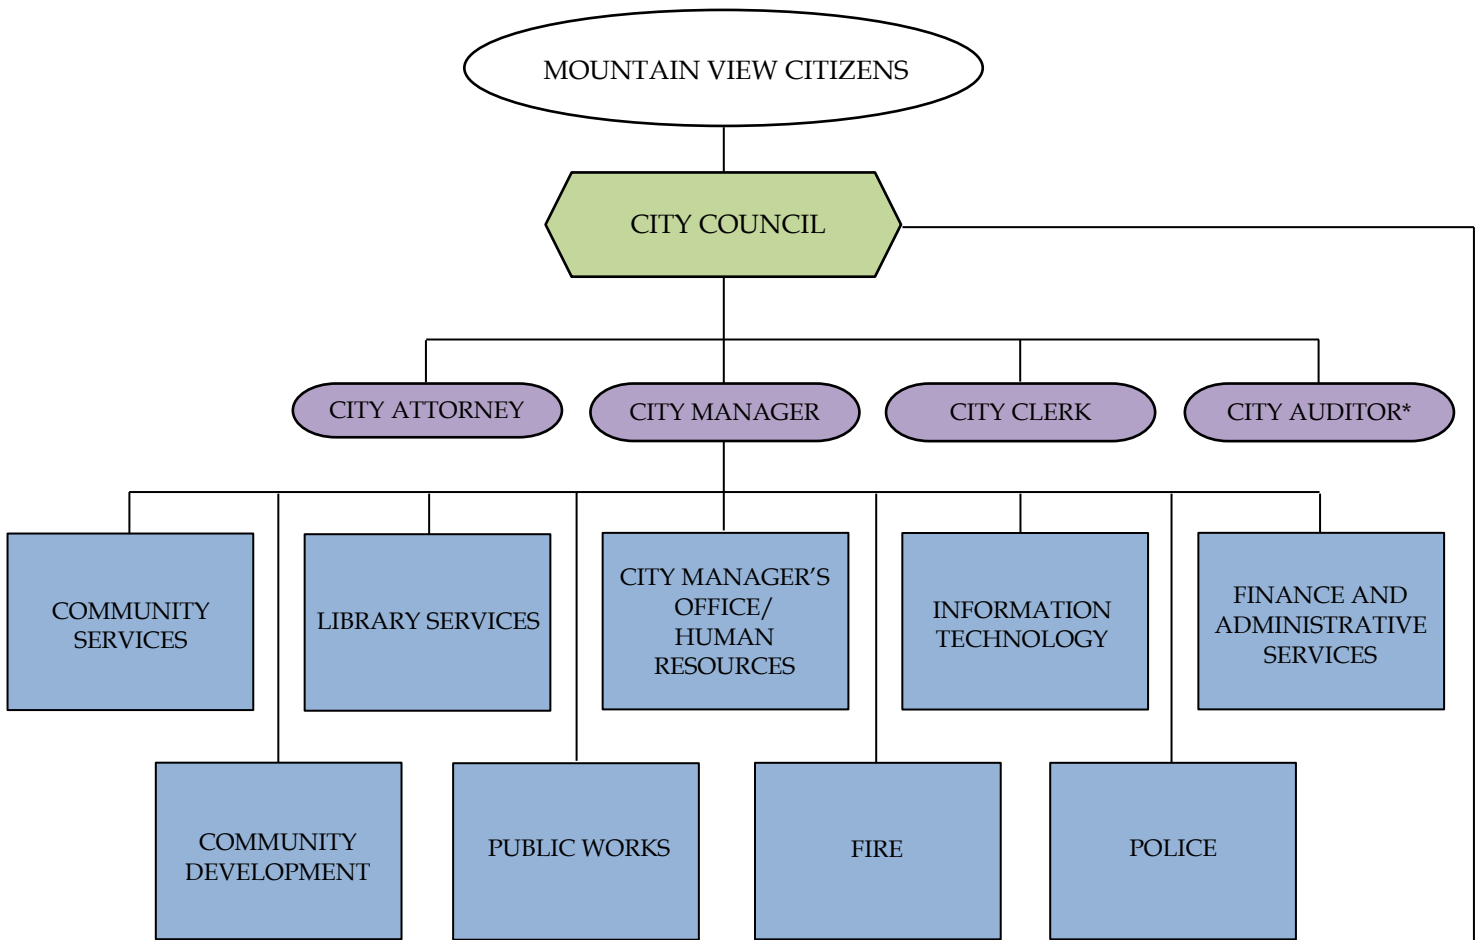 MOUNTAIN VIEW CITIZENS
CITY COUNCIL
CITY ATTORNEY
CITY MANAGER
CITY CLERK
CITY AUDITOR*
COMMUNITY
SERVICES
LIBRARY SERVICES
CITY MANAGER’S
OFFICE/
HUMAN
RESOURCES
INFORMATION
TECHNOLOGY
FINANCE AND
ADMINISTRATIVE
SERVICES
COMMUNITY
DEVELOPMENT
PUBLIC WORKS
FIRE
POLICE